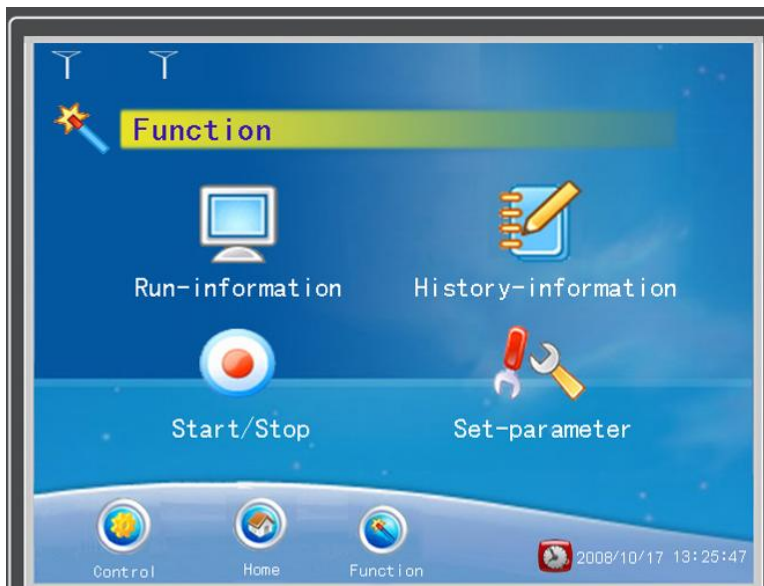 Function
Run-information
History-information
Start/Stop
Set-parameter
Control
Home
Function
2008/10/17 13:25:47